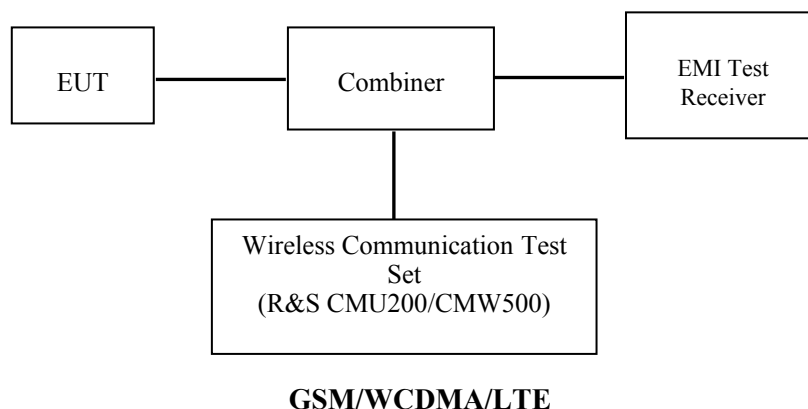 EUT
Combiner
EMI Test
Receiver
Wireless Communication Test
Set
(R&S CMU200/CMW500)
GSM/WCDMA/LTE